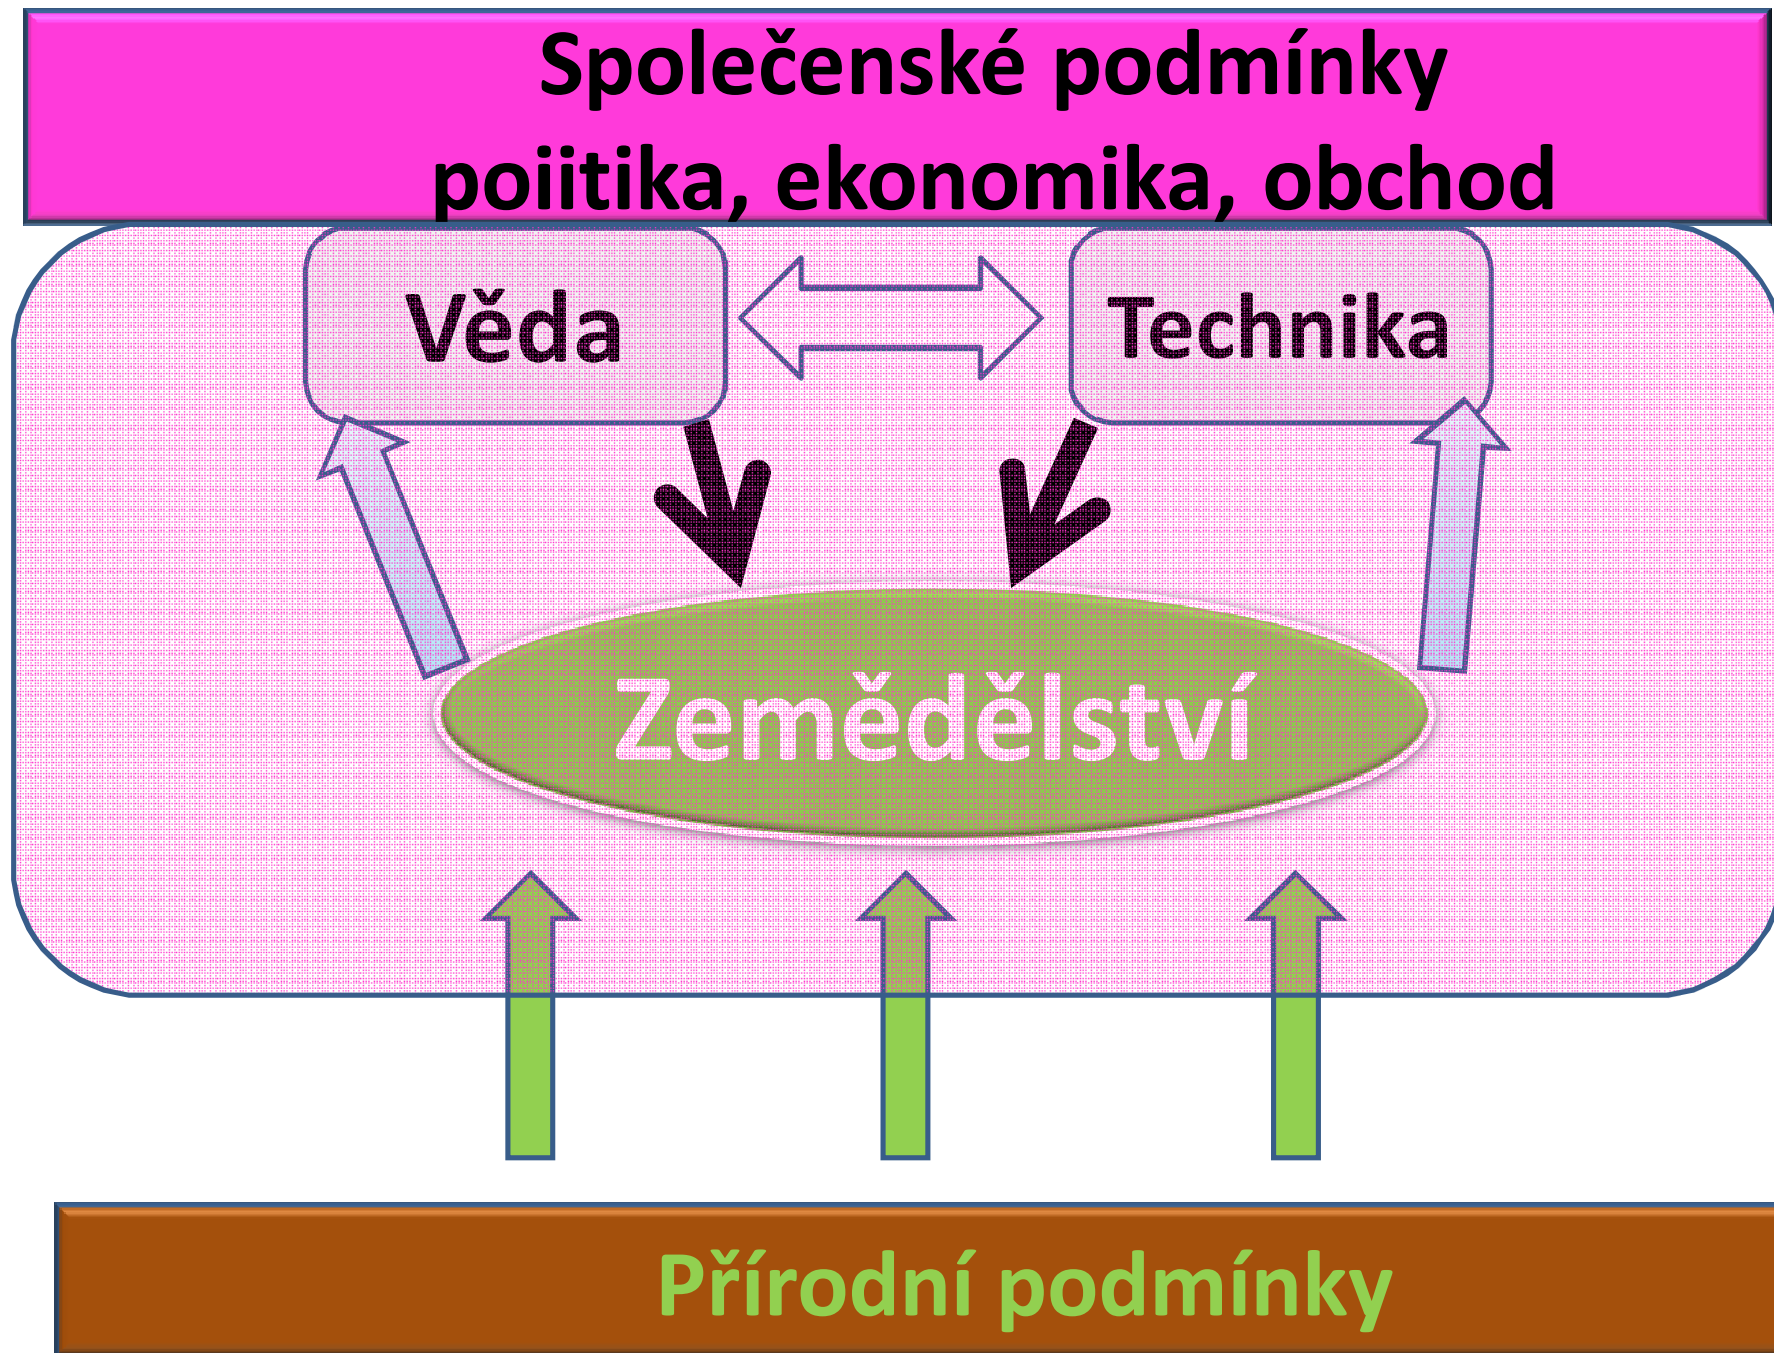 Společenské podmínky
poiitika, ekonomika, obchod
Věda
Technika
Zemědělství
Přírodní podmínky